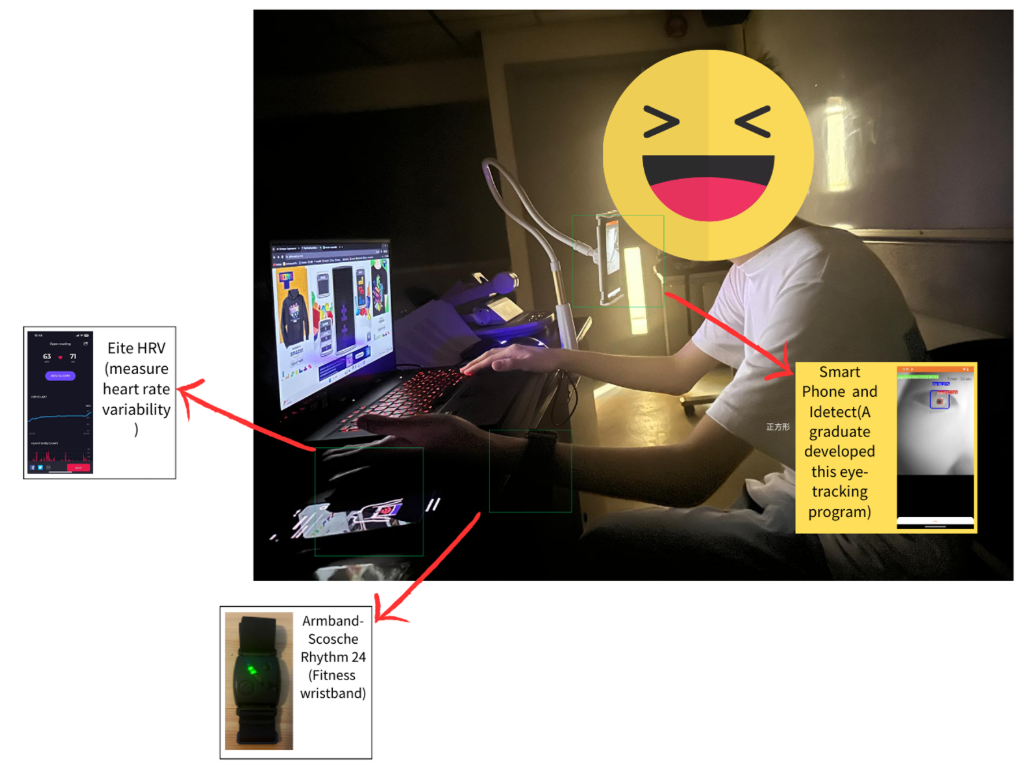 Eite HRV
(measure
heart rate
variability
)
63
71
正方形
Smart
Phone and
Idetect(A
graduate
developed
this eye-
tracking
program)
Armband-
Scosche
Rhythm 24
(Fitness
wristband)